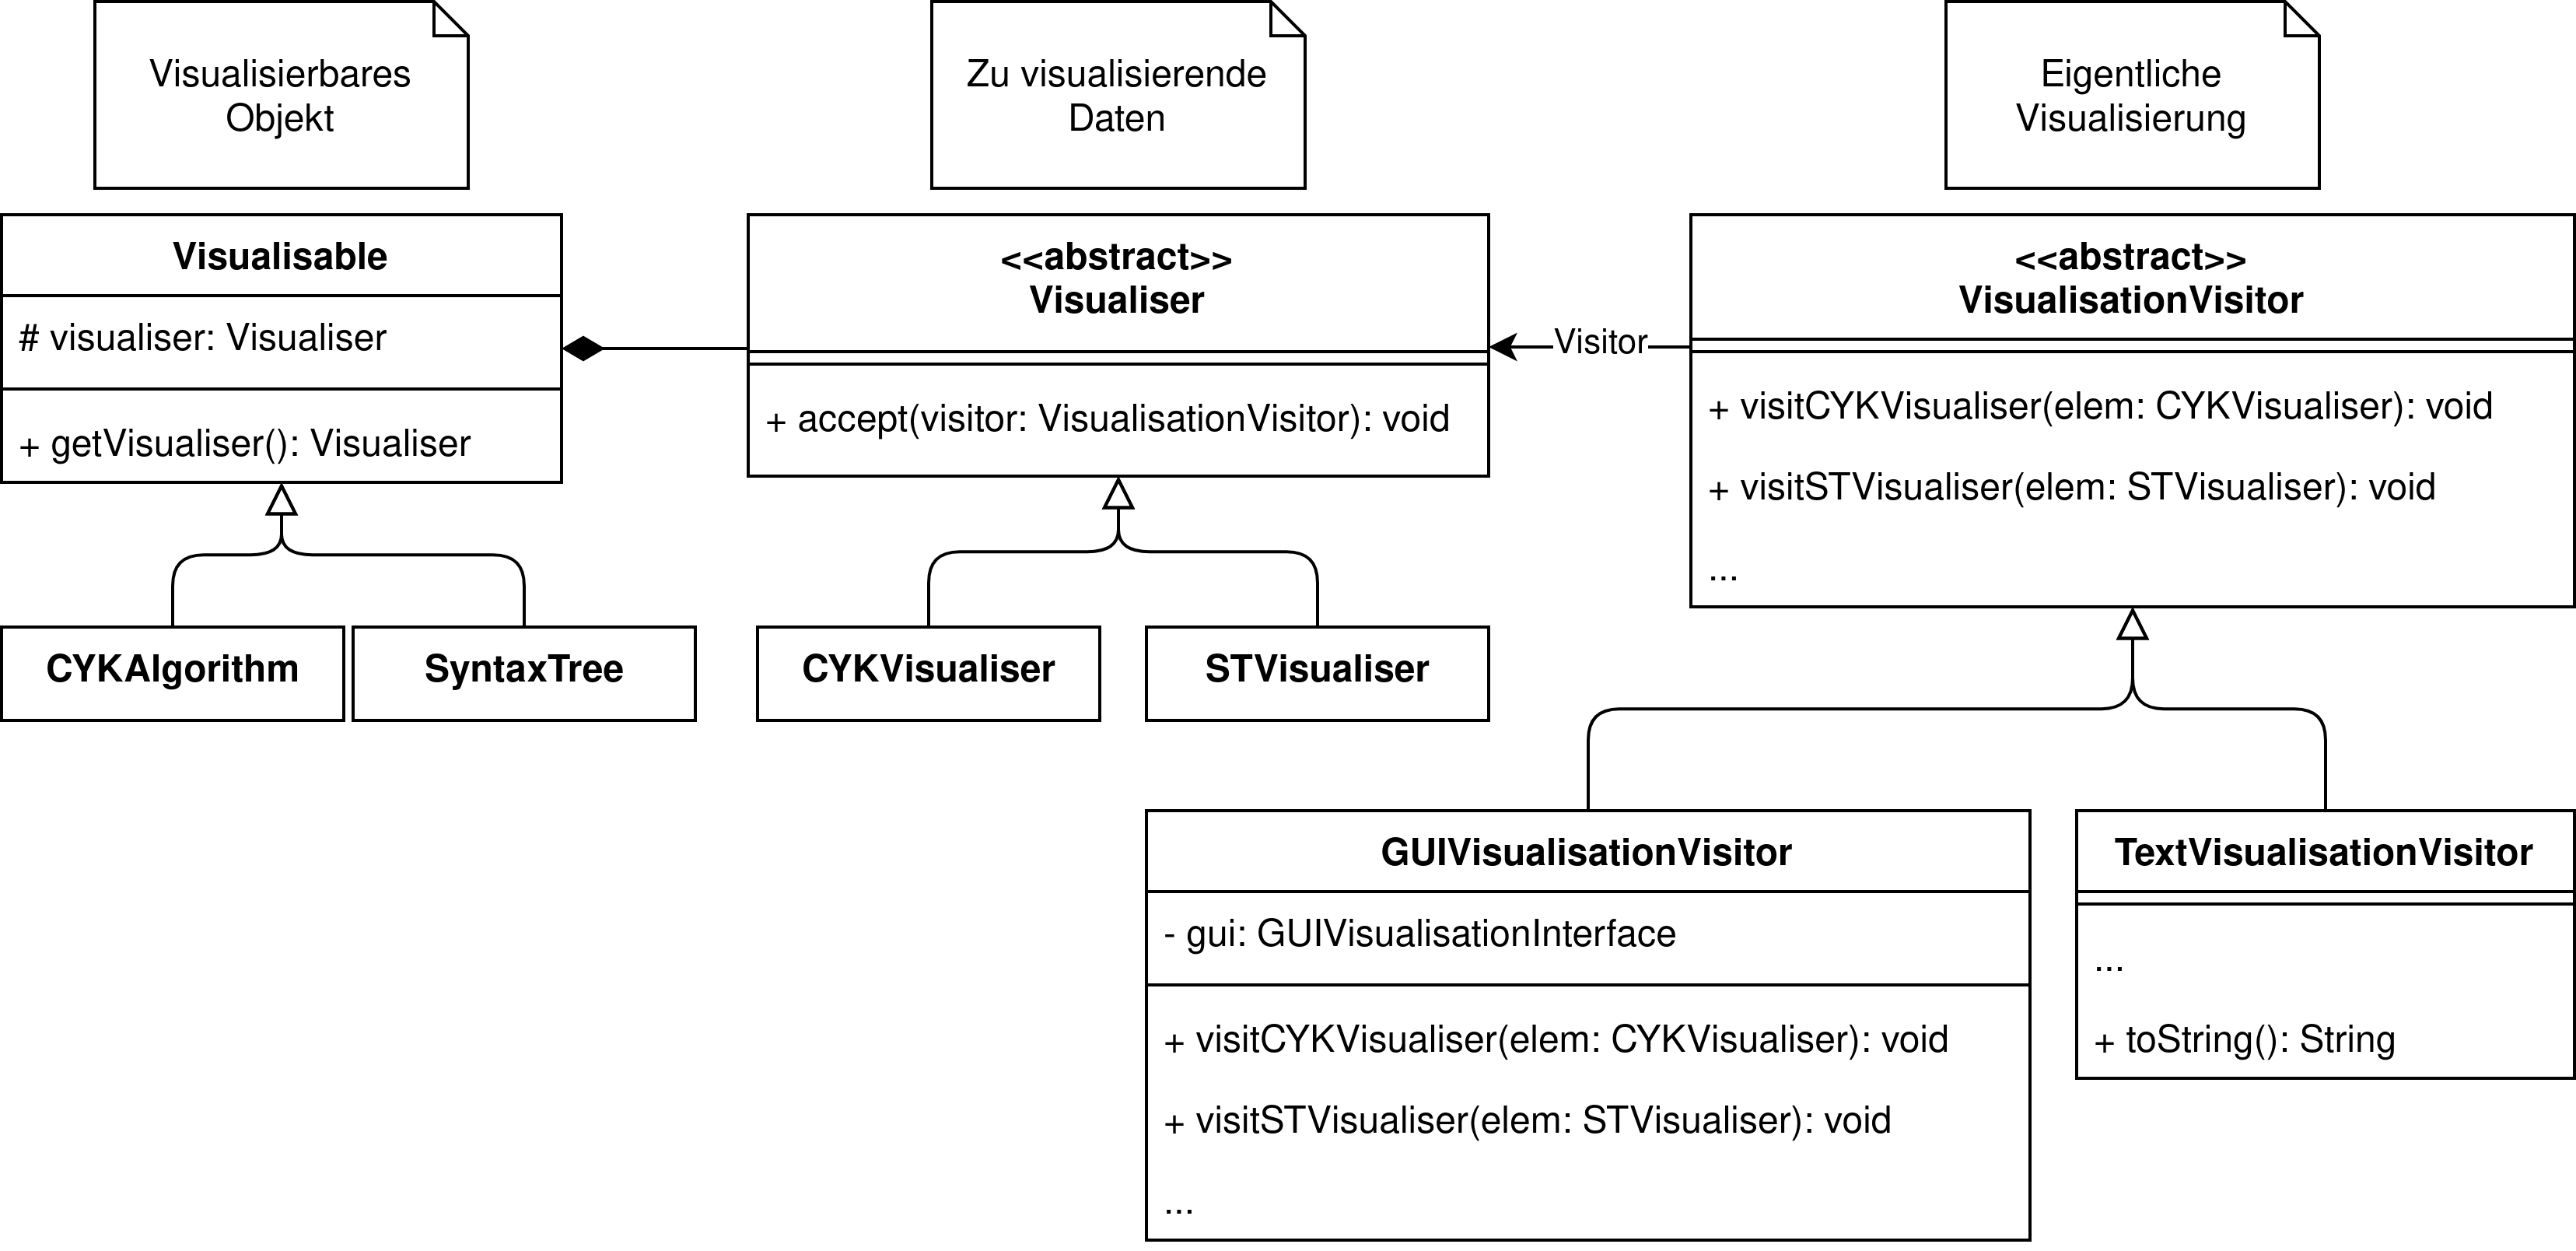 Visualisierbares
Objekt
Zu visualisierende
Daten
Eigentliche
Visualisierung
Visualisable
# visualiser: Visualiser
+ getVisualiser(): Visualiser
<<abstract>>
Visualiser
+ accept(visitor: VisualisationVisitor): void
Visitor
<<abstract>>
VisualisationVisitor
+ visitCYKVisualiser(elem: CYKVisualiser): void
+ visitSTVisualiser(elem: STVisualiser): void
...
CYKAlgorithm
SyntaxTree
CYKVisualiser
STVisualiser
GUIVisualisationVisitor
- gui: GUIVisualisationInterface
+ visitCYKVisualiser(elem: CYKVisualiser): void
+ visitSTVisualiser(elem: STVisualiser): void
...
TextVisualisationVisitor
...
+ toString(): String